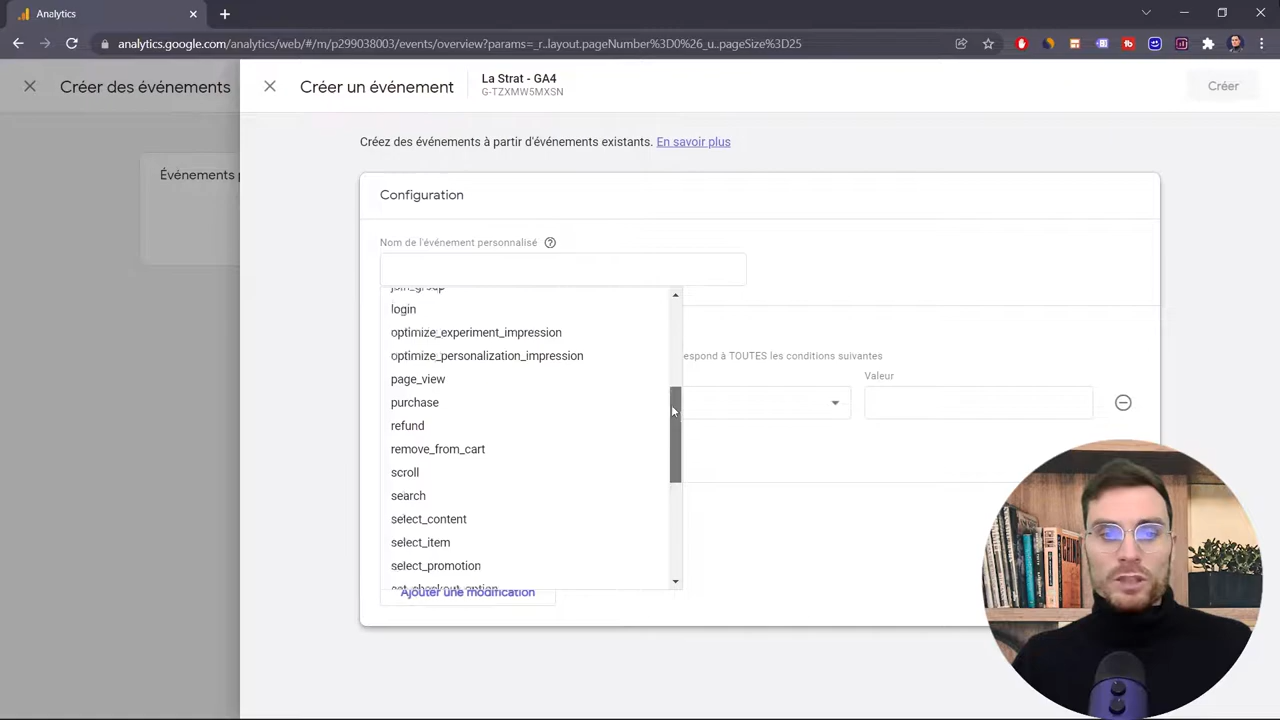 Analytics
analytics.google.com/analytics/web/#/m/p299038003/events/overview?params=_r..layout.pageNumber%3D0%26_u..pageSize%3D25
Créer des événements
Créer un événement
La Strat - GA4
G-TZXMW5MXSN
Créer
Créez des événements à partir d'événements existants. En savoir plus
Événements p
Configuration
Nom de l'événement personnalisé
join_group
login
optimize_experiment_impression
optimize_personalization_impression
espond à TOUTES les conditions suivantes
page_view
Valeur
purchase
refund
remove_from_cart
scroll
search
select_content
select_item
select_promotion
set_checkout_option
Ajouter une modification